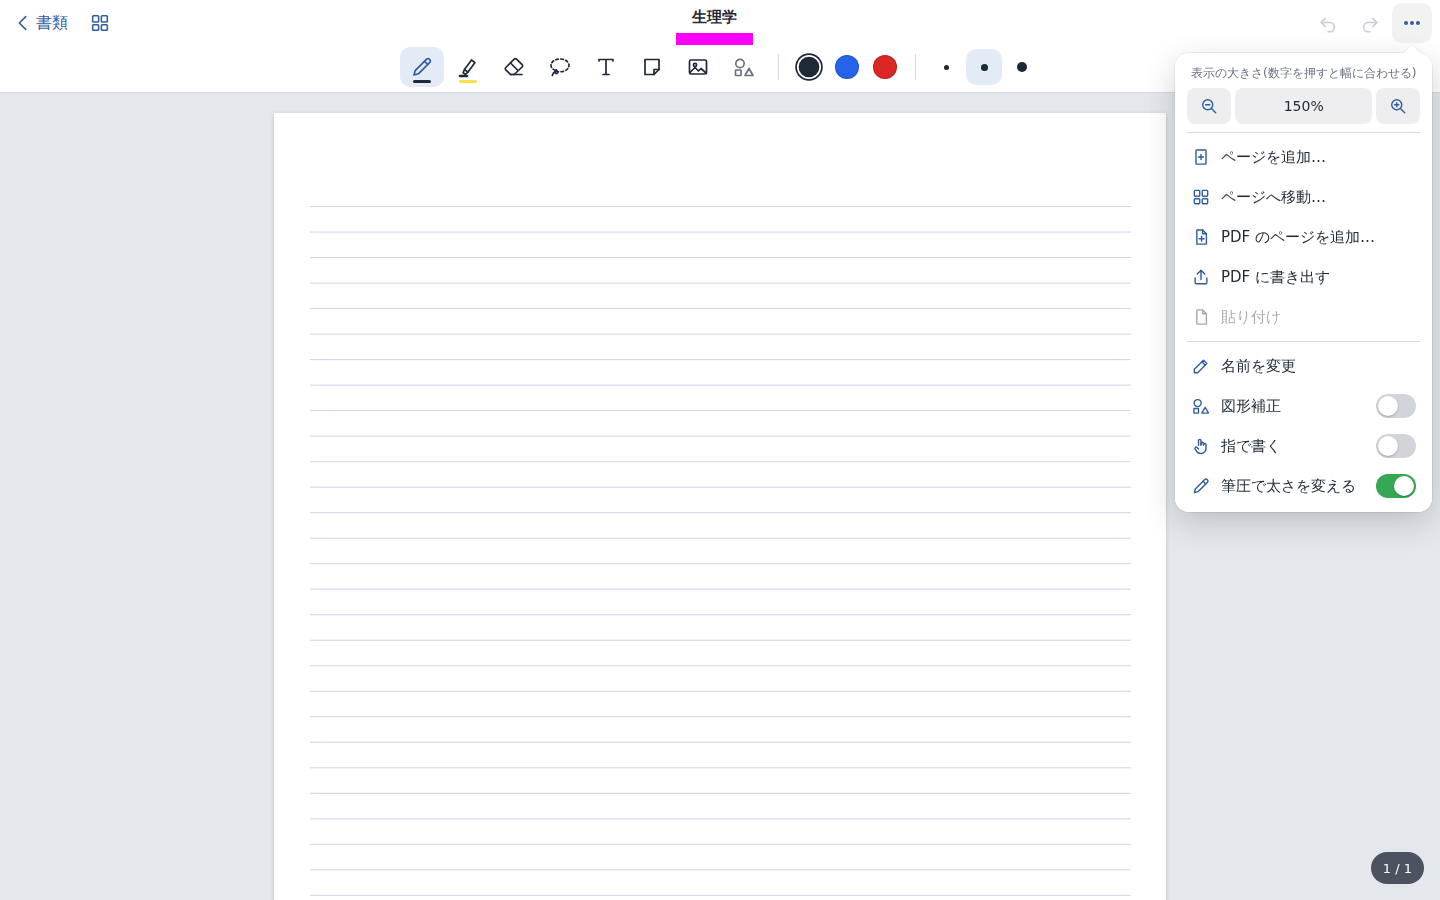 書類
生理学
表示の大きさ(数字を押すと幅に合わせる)
150%
ページを追加…
ページへ移動…
PDF のページを追加…
PDF に書き出す
貼り付け
名前を変更
図形補正
指で書く
筆圧で太さを変える
1 / 1